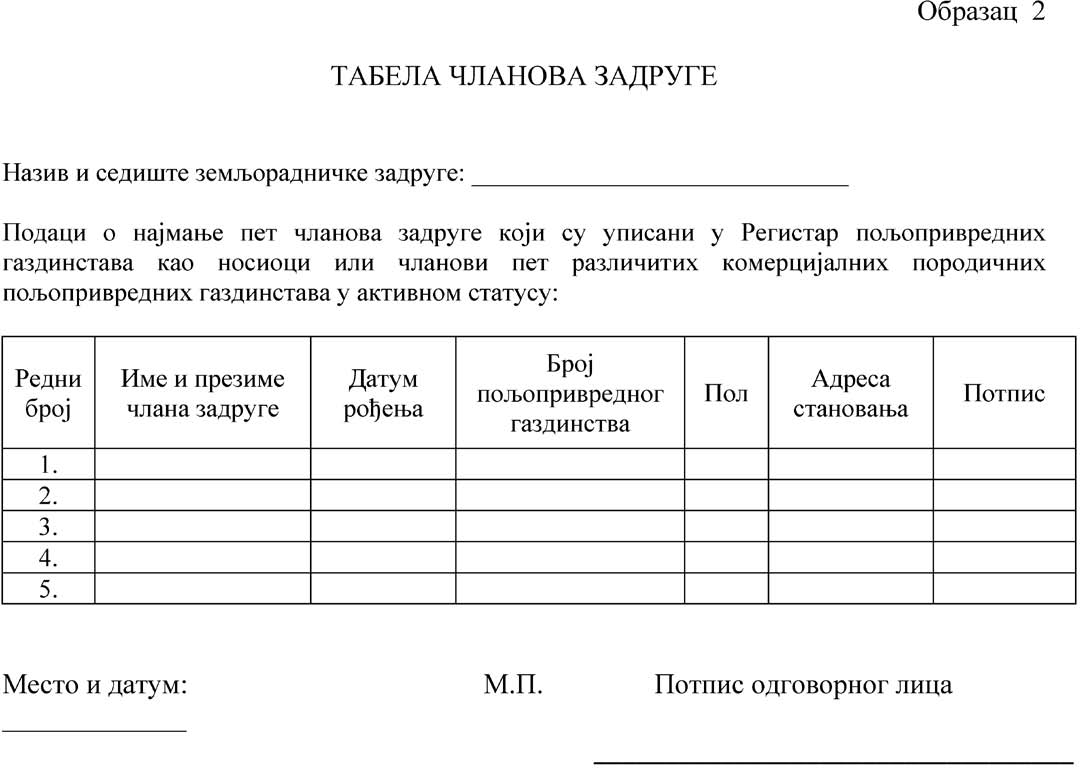 Образац 2
ТАБЕЛА ЧЛАНОВА ЗАДРУГЕ
Назив и седиште земљорадничке задруге: ____________________________
Подаци о најмање пет чланова задруге који су уписани у Регистар пољопривредних
газдинстава као носиоци или чланови пет различитих комерцијалних породичних
пољопривредних газдинстава у активном статусу:
Редни број | Име и презиме члана задруге | Датум рођења | Број пољопривредног газдинства | Пол | Адреса становања | Потпис
1.
2.
3.
4.
5.
Место и датум: М.П. Потпис одговорног лица